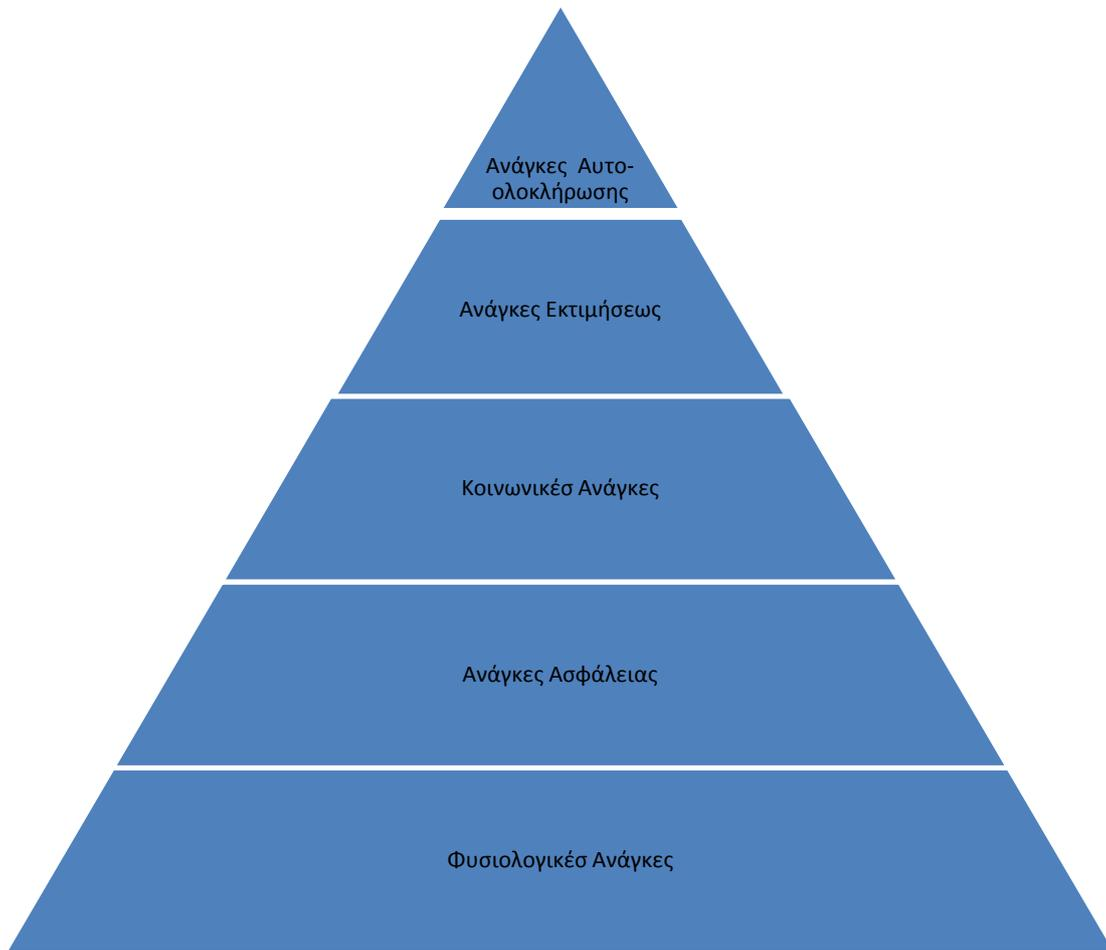 Ανάγκες Αυτο-
ολοκλήρωσης
Ανάγκες Εκτιμήσεως
Κοινωνικέσ Ανάγκες
Ανάγκες Ασφάλειας
Φυσιολογικέσ Ανάγκες